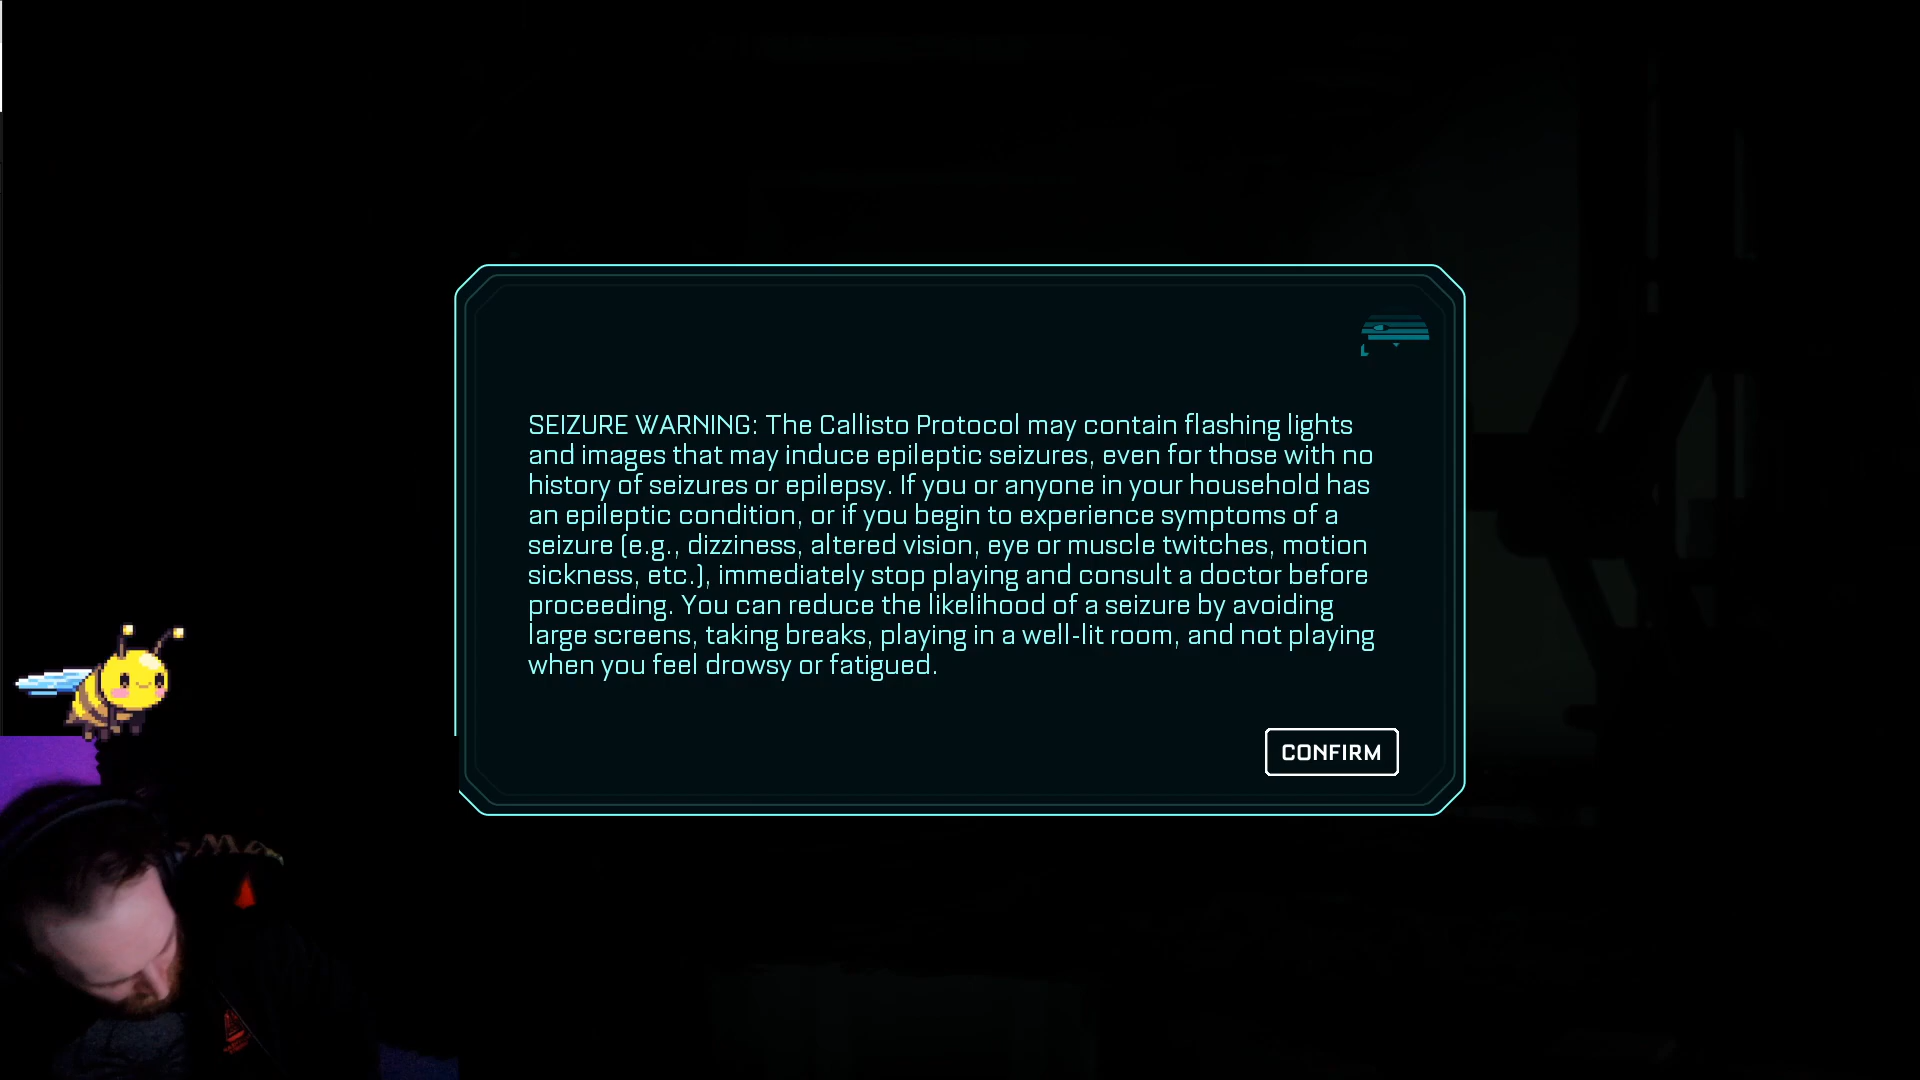 SEIZURE WARNING: The Callisto Protocol may contain flashing lights
and images that may induce epileptic seizures, even for those with no
history of seizures or epilepsy. If you or anyone in your household has
an epileptic condition, or if you begin to experience symptoms of a
seizure (e.g., dizziness, altered vision, eye or muscle twitches, motion
sickness, etc.), immediately stop playing and consult a doctor before
proceeding. You can reduce the likelihood of a seizure by avoiding
large screens, taking breaks, playing in a well-lit room, and not playing
when you feel drowsy or fatigued.
CONFIRM